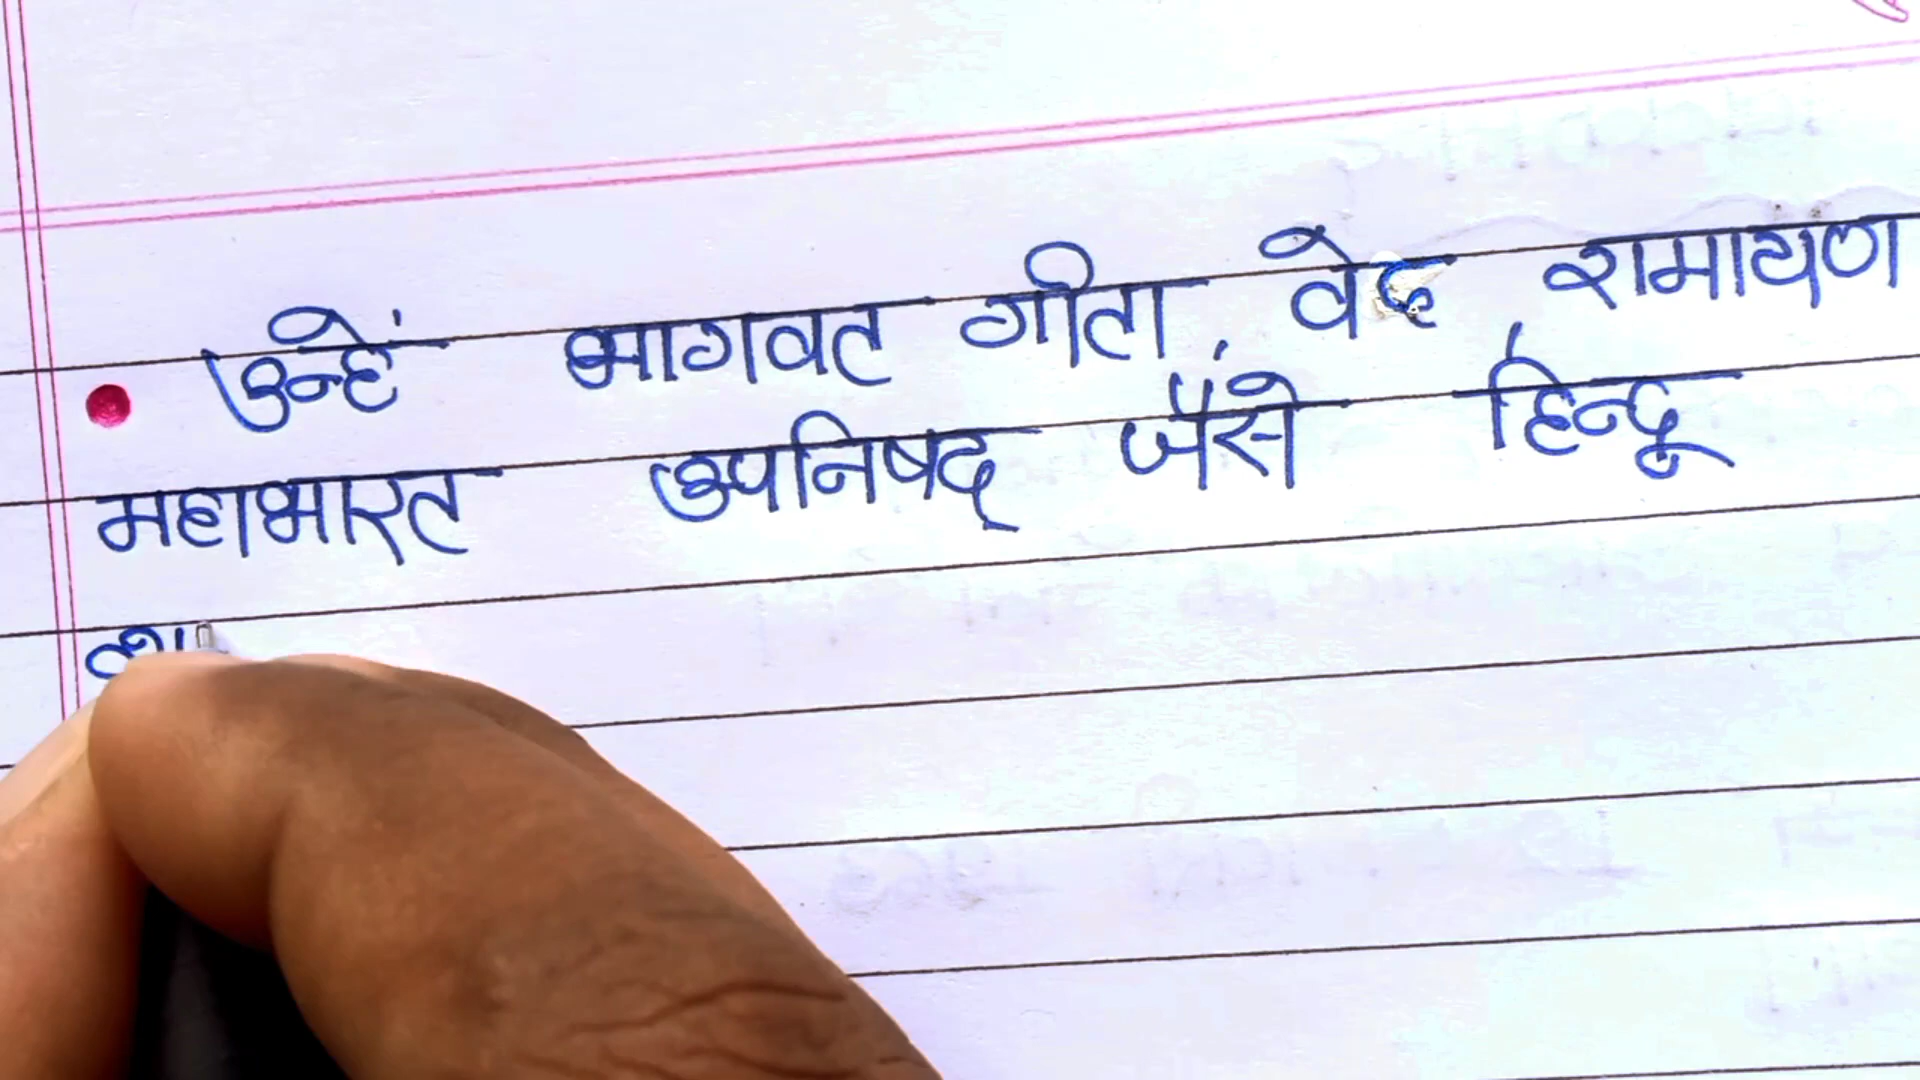 उन्हें भागवत गीता, वेद, रामायण
महाभारत उपनिषद् जैसे हिन्दू